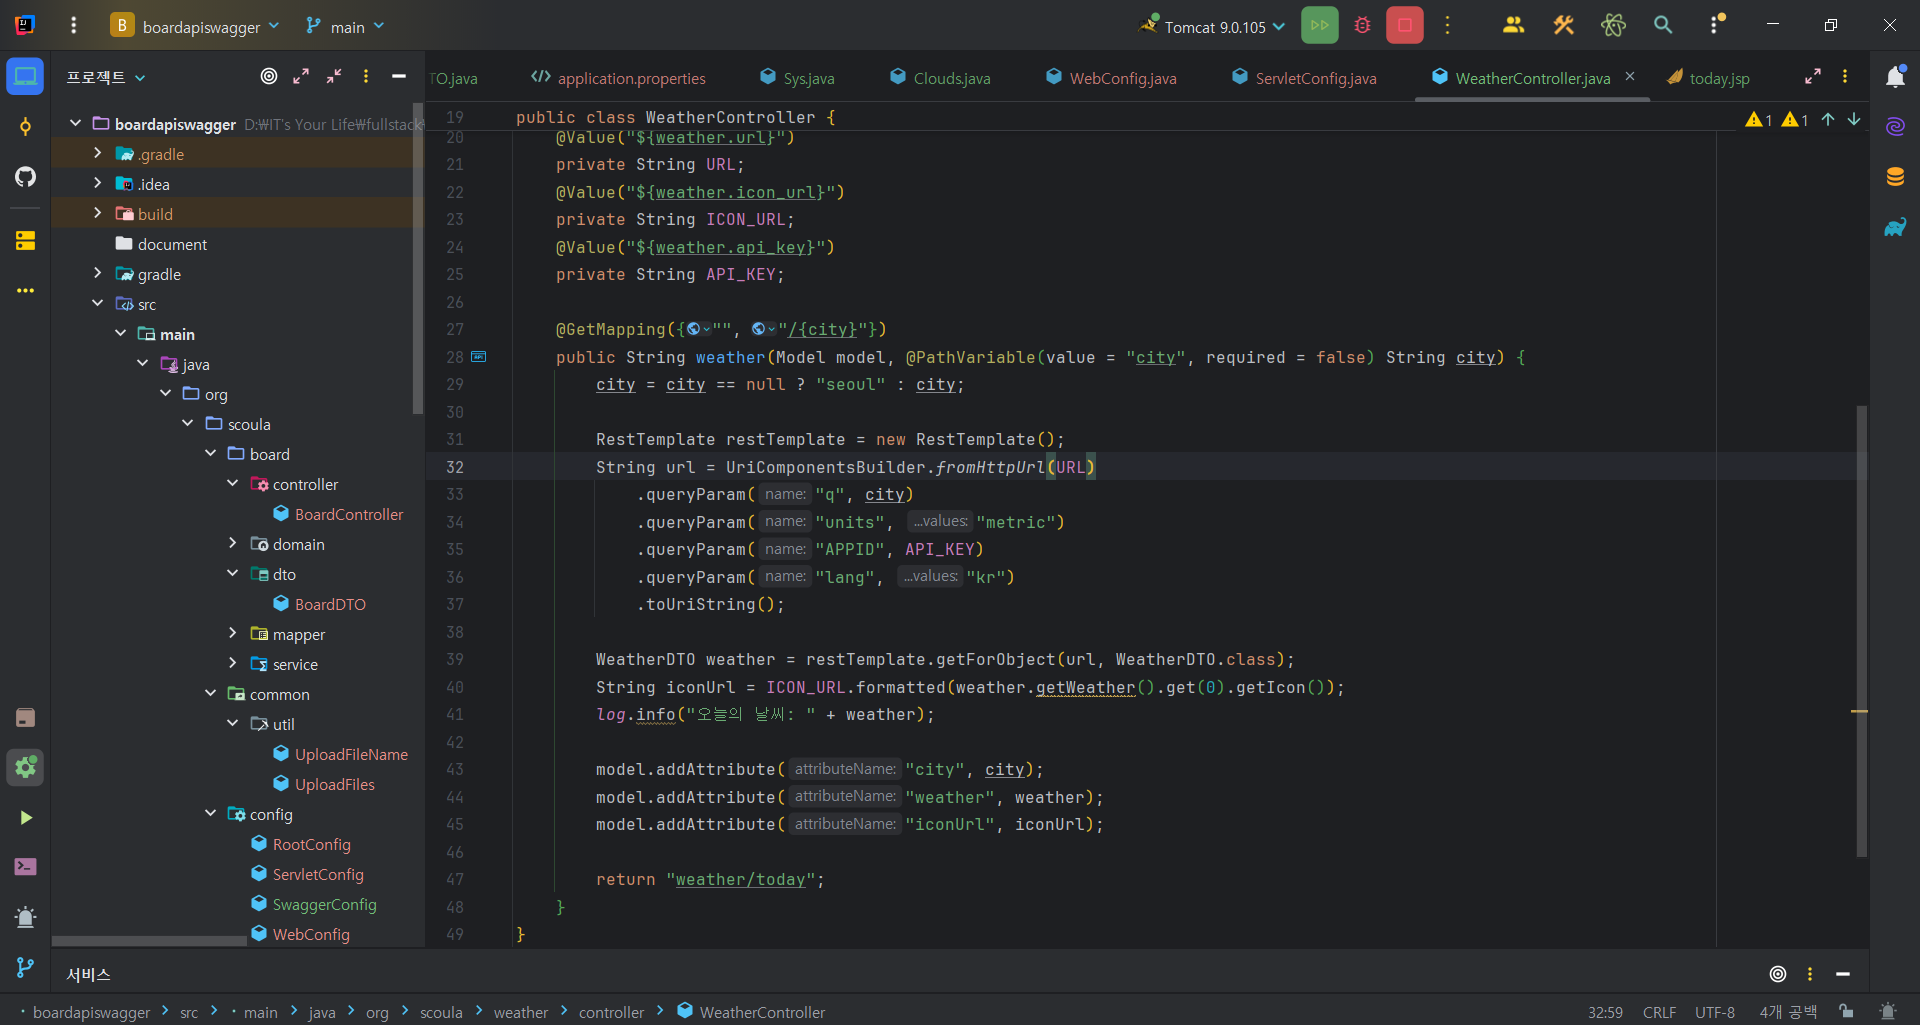 B boardapiswagger main Tomcat 9.0.105
프로젝트
TO.java application.properties Sys.java Clouds.java WebConfig.java ServletConfig.java WeatherController.java today.jsp
boardapiswagger D:₩IT's Your Life₩fullstack
.gradle
.idea
build
document
gradle
src
main
java
org
scoula
board
controller
BoardController
domain
dto
BoardDTO
mapper
service
common
util
UploadFileName
UploadFiles
config
RootConfig
ServletConfig
SwaggerConfig
WebConfig
19 public class WeatherController {
1 1
20 @Value("${weather.url}")
21 private String URL;
22 @Value("${weather.icon_url}")
23 private String ICON_URL;
24 @Value("${weather.api_key}")
25 private String API_KEY;
26
27 @GetMapping({"", "/{city}"})
28 public String weather(Model model, @PathVariable(value = "city", required = false) String city) {
29 city = city == null ? "seoul" : city;
30
31 RestTemplate restTemplate = new RestTemplate();
32 String url = UriComponentsBuilder.fromHttpUrl(URL)
33 .queryParam( name: "q", city)
34 .queryParam( name: "units", ...values: "metric")
35 .queryParam( name: "APPID", API_KEY)
36 .queryParam( name: "lang", ...values: "kr")
37 .toUriString();
38
39 WeatherDTO weather = restTemplate.getForObject(url, WeatherDTO.class);
40 String iconUrl = ICON_URL.formatted(weather.getWeather().get(0).getIcon());
41 log.info("오늘의 날씨: " + weather);
42
43 model.addAttribute( attributeName: "city", city);
44 model.addAttribute( attributeName: "weather", weather);
45 model.addAttribute( attributeName: "iconUrl", iconUrl);
46
47 return "weather/today";
48 }
49 }
서비스
boardapiswagger > src > main > java > org > scoula > weather > controller > WeatherController 32:59 CRLF UTF-8 4개 공백